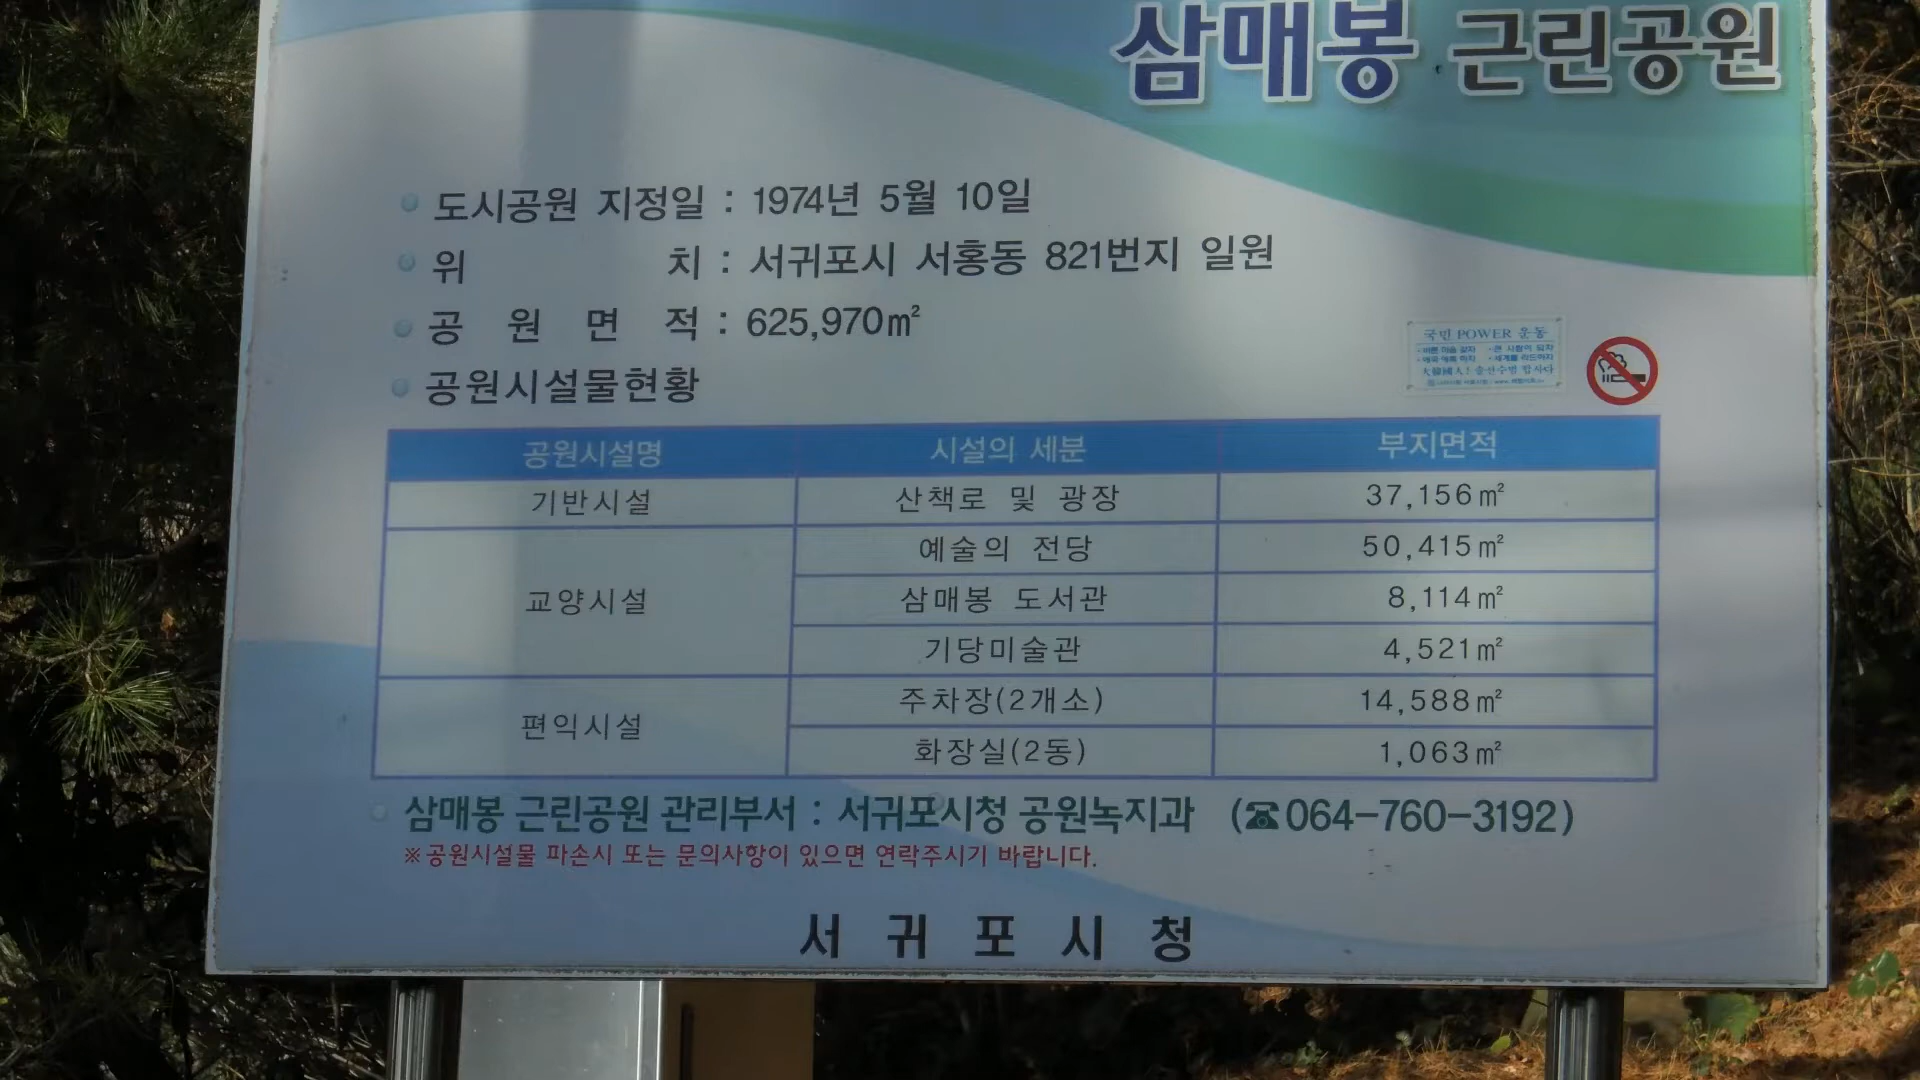 삼매봉 근린공원
도시공원 지정일 : 1974년 5월 10일
위 치 : 서귀포시 서홍동 821번지 일원
공 원 면 적 : 625,970㎡
공원시설물현황
국민 POWER 운동
공원시설명 시설의 세분 부지면적
기반시설 산책로 및 광장 37,156㎡
예술의 전당 50,415㎡
교양시설 삼매봉 도서관 8,114㎡
기당미술관 4,521㎡
편익시설 주차장(2개소) 14,588㎡
화장실(2동) 1,063㎡
삼매봉 근린공원 관리부서 : 서귀포시청 공원녹지과 (☎064-760-3192)
※공원시설물 파손시 또는 문의사항이 있으면 연락주시기 바랍니다.
서 귀 포 시 청